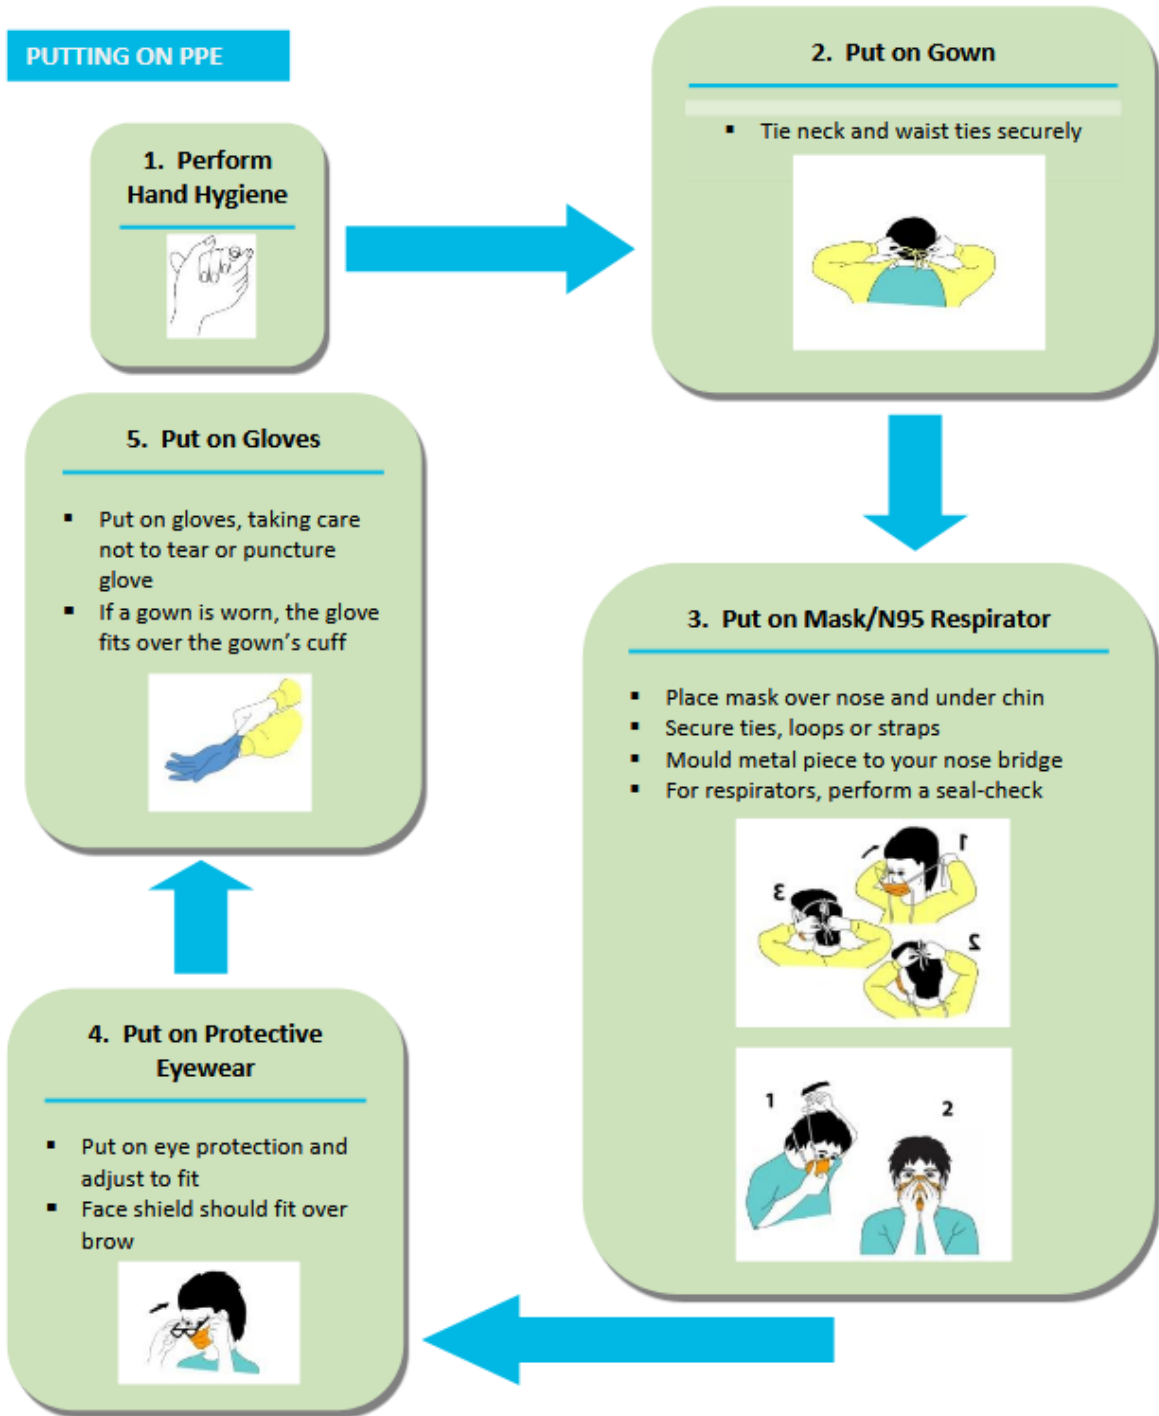 PUTTING ON PPE
1. Perform
Hand Hygiene
2. Put on Gown
▪ Tie neck and waist ties securely
3. Put on Mask/N95 Respirator
▪ Place mask over nose and under chin
▪ Secure ties, loops or straps
▪ Mould metal piece to your nose bridge
▪ For respirators, perform a seal-check
1
3
2
1
2
4. Put on Protective
Eyewear
▪ Put on eye protection and
adjust to fit
▪ Face shield should fit over
brow
5. Put on Gloves
▪ Put on gloves, taking care
not to tear or puncture
glove
▪ If a gown is worn, the glove
fits over the gown’s cuff